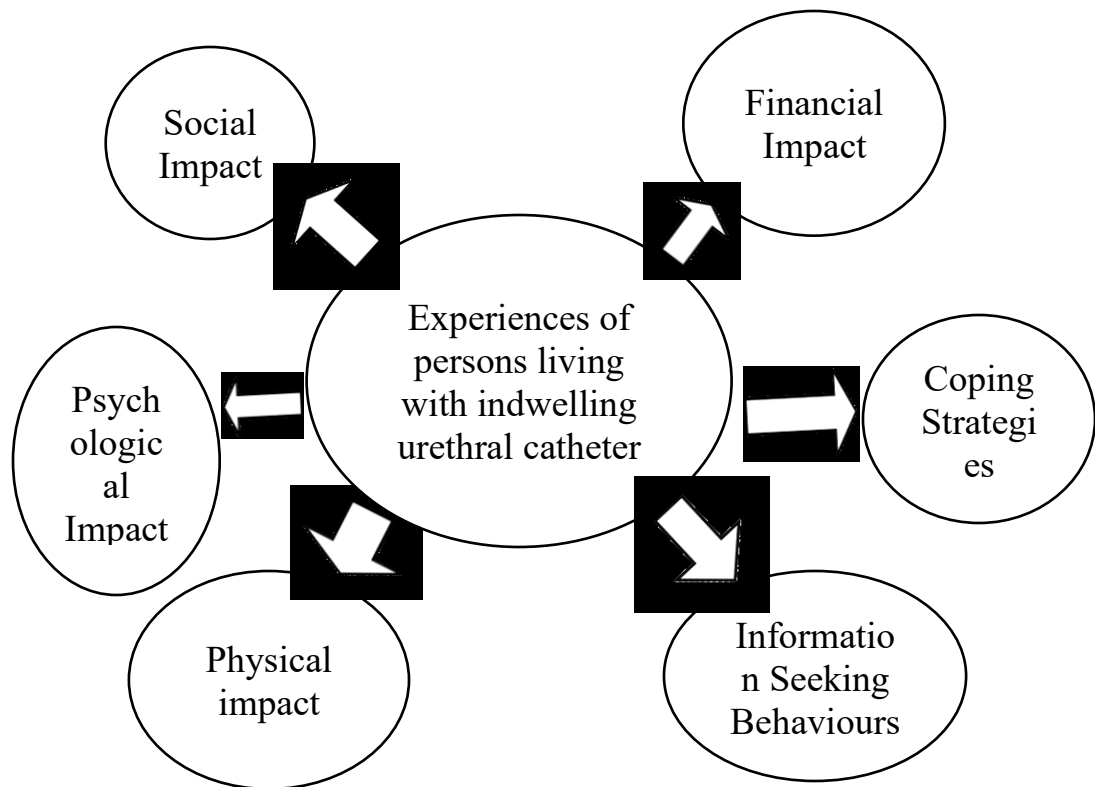 Social
Impact
Financial
Impact
Experiences of
persons living
with indwelling
urethral catheter
Psych
ologic
al
Impact
Coping
Strategi
es
Physical
impact
Informatio
n Seeking
Behaviours